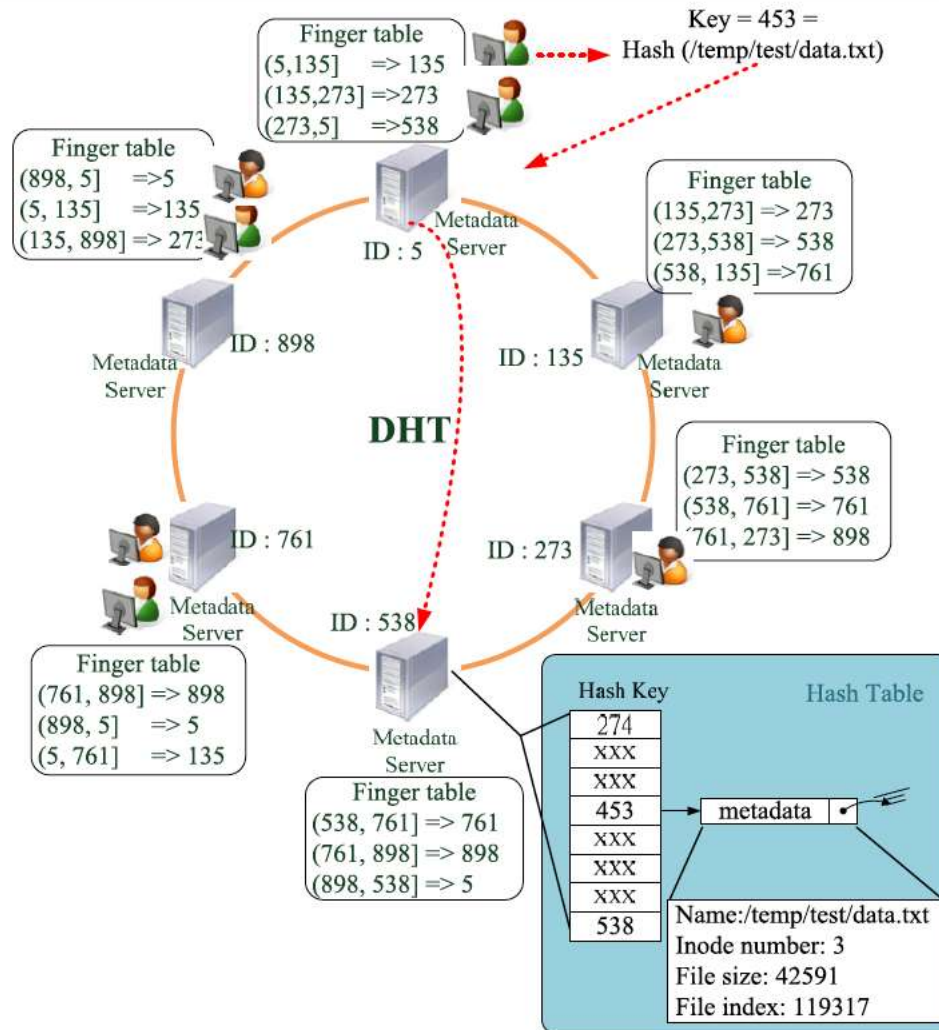 Finger table
(5,135] => 135
(135,273] =>273
(273,5] =>538
Key = 453 =
Hash (/temp/test/data.txt)
Finger table
(898, 5] =>5
(5, 135] =>135
(135, 898] => 273
Metadata
Server
ID : 5
Finger table
(135,273] => 273
(273,538] => 538
(538, 135] =>761
ID : 898
Metadata
Server
ID : 135
Metadata
Server
DHT
Finger table
(273, 538] => 538
(538, 761] => 761
(761, 273] => 898
ID : 761
Metadata
Server
ID : 273
Metadata
Server
ID : 538
Metadata
Server
Finger table
(761, 898] => 898
(898, 5] => 5
(5, 761] => 135
Finger table
(538, 761] => 761
(761, 898] => 898
(898, 538] => 5
Hash Key
Hash Table
274
XXX
XXX
453
XXX
XXX
XXX
538
metadata
Name:/temp/test/data.txt
Inode number: 3
File size: 42591
File index: 119317